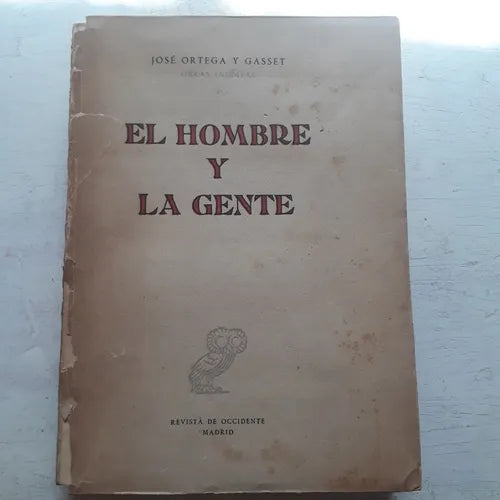 JOSÉ ORTEGA Y GASSET
OBRAS INÉDITAS
EL HOMBRE
Y
LA GENTE
REVISTA DE OCCIDENTE
MADRID